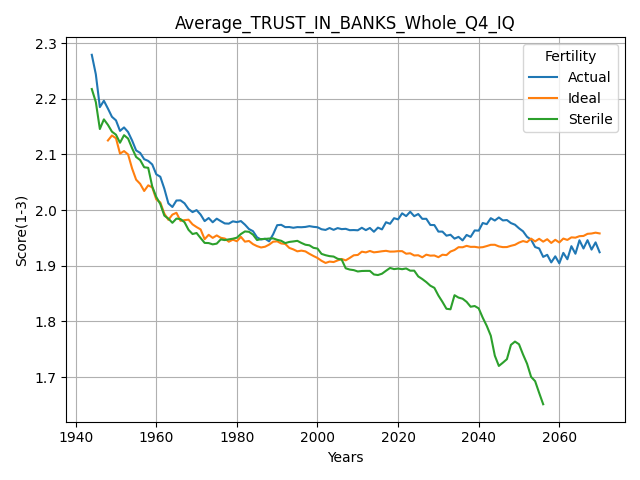 Average_TRUST_IN_BANKS_Whole_Q4_IQ
Fertility
Actual
Ideal
Sterile
Score(1-3)
2.3
2.2
2.1
2.0
1.9
1.8
1.7
1940 1960 1980 2000 2020 2040 2060
Years